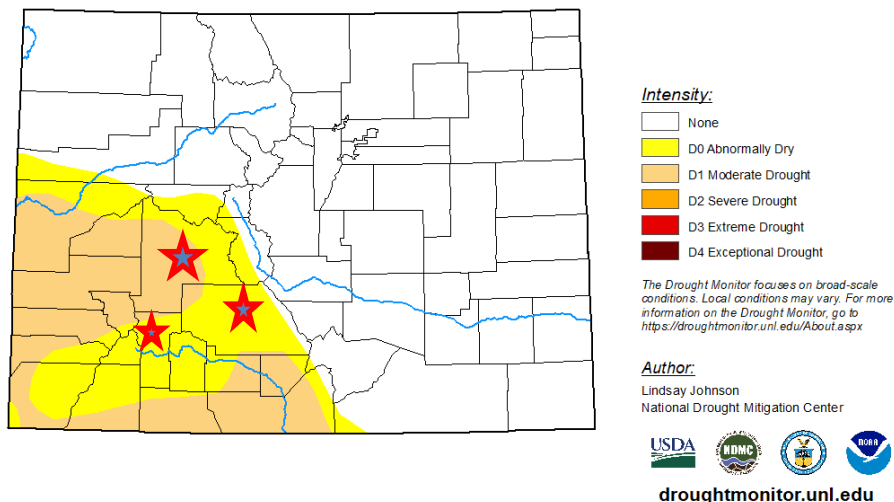 Intensity:
None
D0 Abnormally Dry
D1 Moderate Drought
D2 Severe Drought
D3 Extreme Drought
D4 Exceptional Drought
The Drought Monitor focuses on broad-scale
conditions. Local conditions may vary. For more
information on the Drought Monitor, go to
https://droughtmonitor.unl.edu/About.aspx
Author:
Lindsay Johnson
National Drought Mitigation Center
USDA
NDMC
NOAA
droughtmonitor.unl.edu